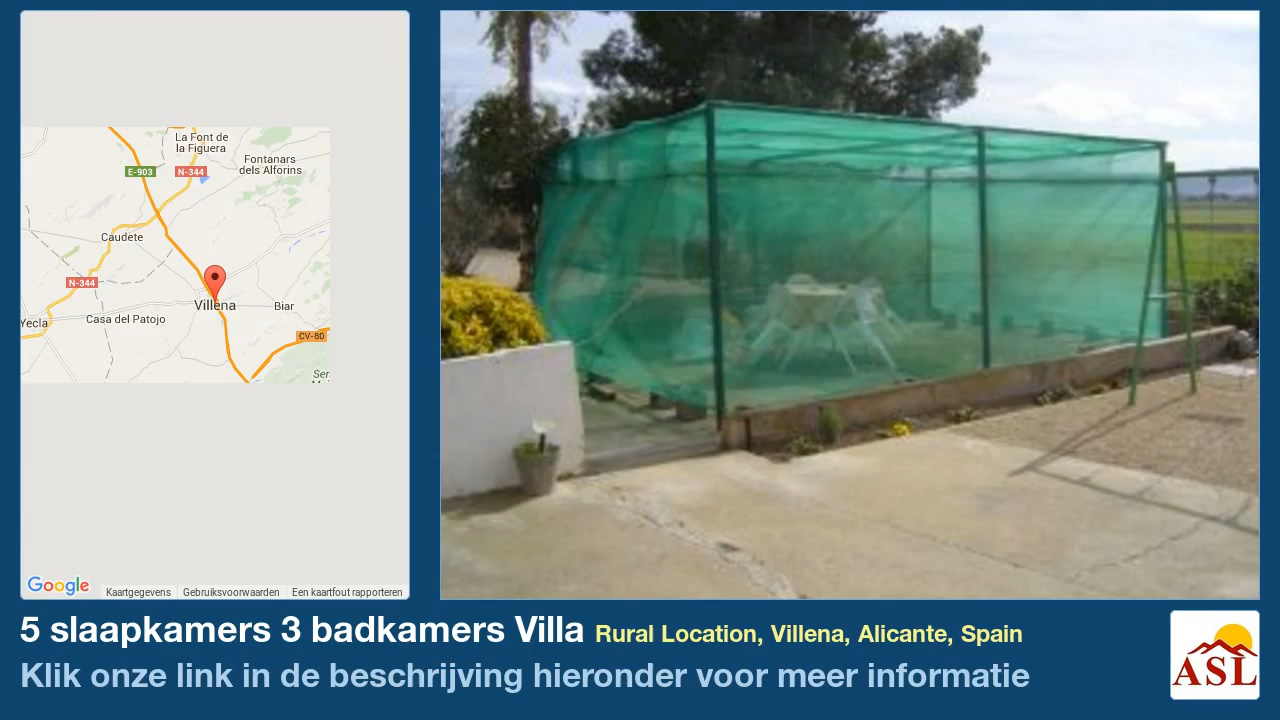 La Font de
la Figuera
Fontanars
dels Alforins
E-903
N-344
Caudete
N-344
Villena
Biar
Yecla
Casa del Patojo
CV-80
Ser.
Google
Kaartgegevens
Gebruiksvoorwaarden
Een kaartfout rapporteren
5 slaapkamers 3 badkamers Villa Rural Location, Villena, Alicante, Spain
Klik onze link in de beschrijving hieronder voor meer informatie
ASL